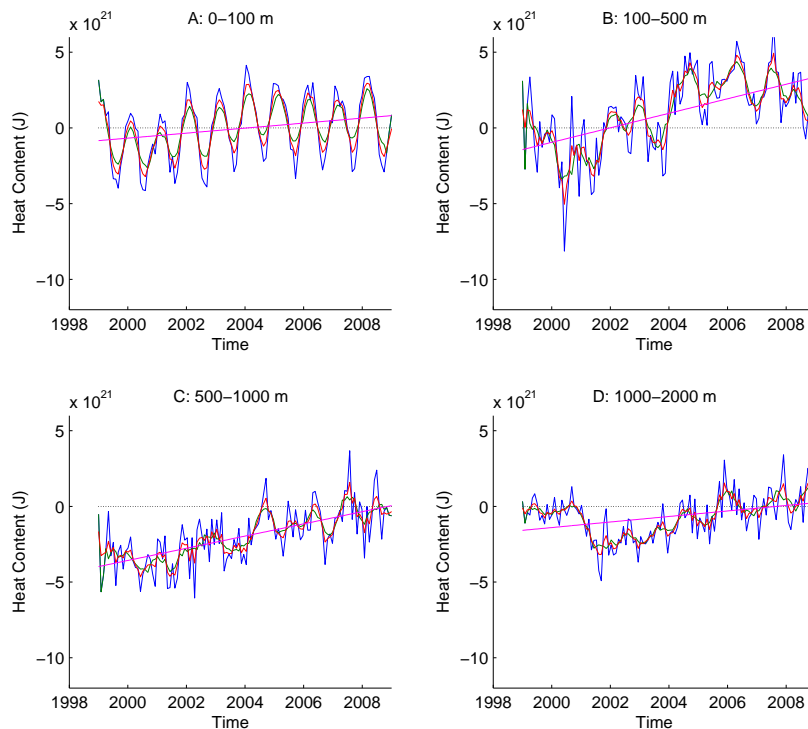 A: 0−100 m
x 10^21
5
0
−5
−10
Heat Content (J)
1998 2000 2002 2004 2006 2008
Time
B: 100−500 m
x 10^21
5
0
−5
−10
Heat Content (J)
1998 2000 2002 2004 2006 2008
Time
C: 500−1000 m
x 10^21
5
0
−5
−10
Heat Content (J)
1998 2000 2002 2004 2006 2008
Time
D: 1000−2000 m
x 10^21
5
0
−5
−10
Heat Content (J)
1998 2000 2002 2004 2006 2008
Time